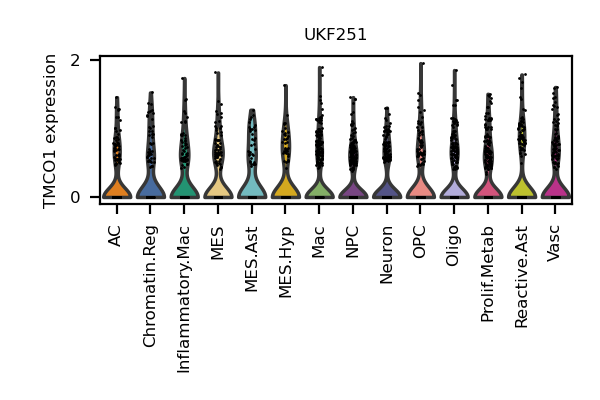 UKF251
TMCO1 expression
2
0
AC
Chromatin.Reg
Inflammatory.Mac
MES
MES.Ast
MES.Hyp
Mac
NPC
Neuron
OPC
Oligo
Prolif.Metab
Reactive.Ast
Vasc